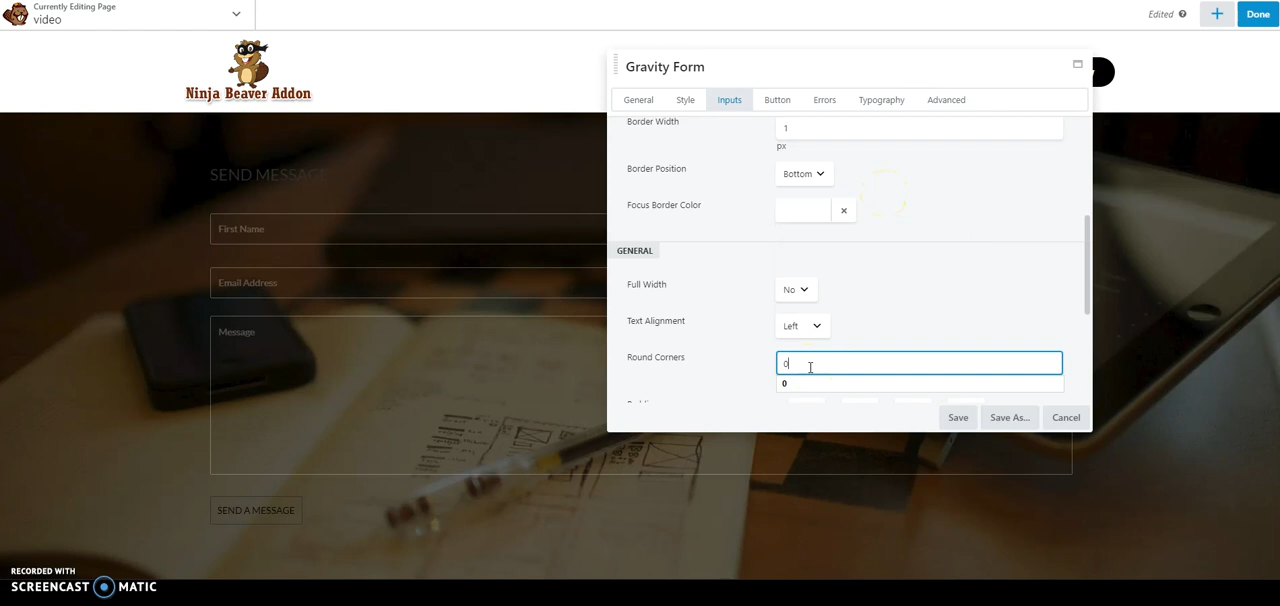 Currently Editing Page
video
Edited
Done
Ninja Beaver Addon
Gravity Form
General
Style
Inputs
Button
Errors
Typography
Advanced
Border Width
1
px
Border Position
Bottom
Focus Border Color
GENERAL
Full Width
No
Text Alignment
Left
Round Corners
0
0
Save
Save As...
Cancel
SEND MESSAGE
First Name
Email Address
Message
SEND A MESSAGE
RECORDED WITH
SCREENCAST MATIC